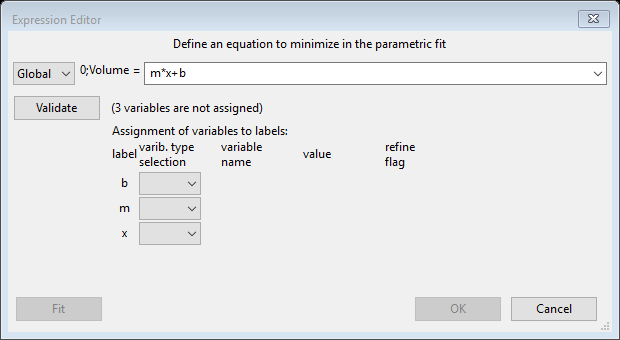 Expression Editor
Define an equation to minimize in the parametric fit
Global 0;Volume = m*x+b
Validate (3 variables are not assigned)
Assignment of variables to labels:
label varib. type selection variable name value refine flag
b
m
x
Fit OK Cancel